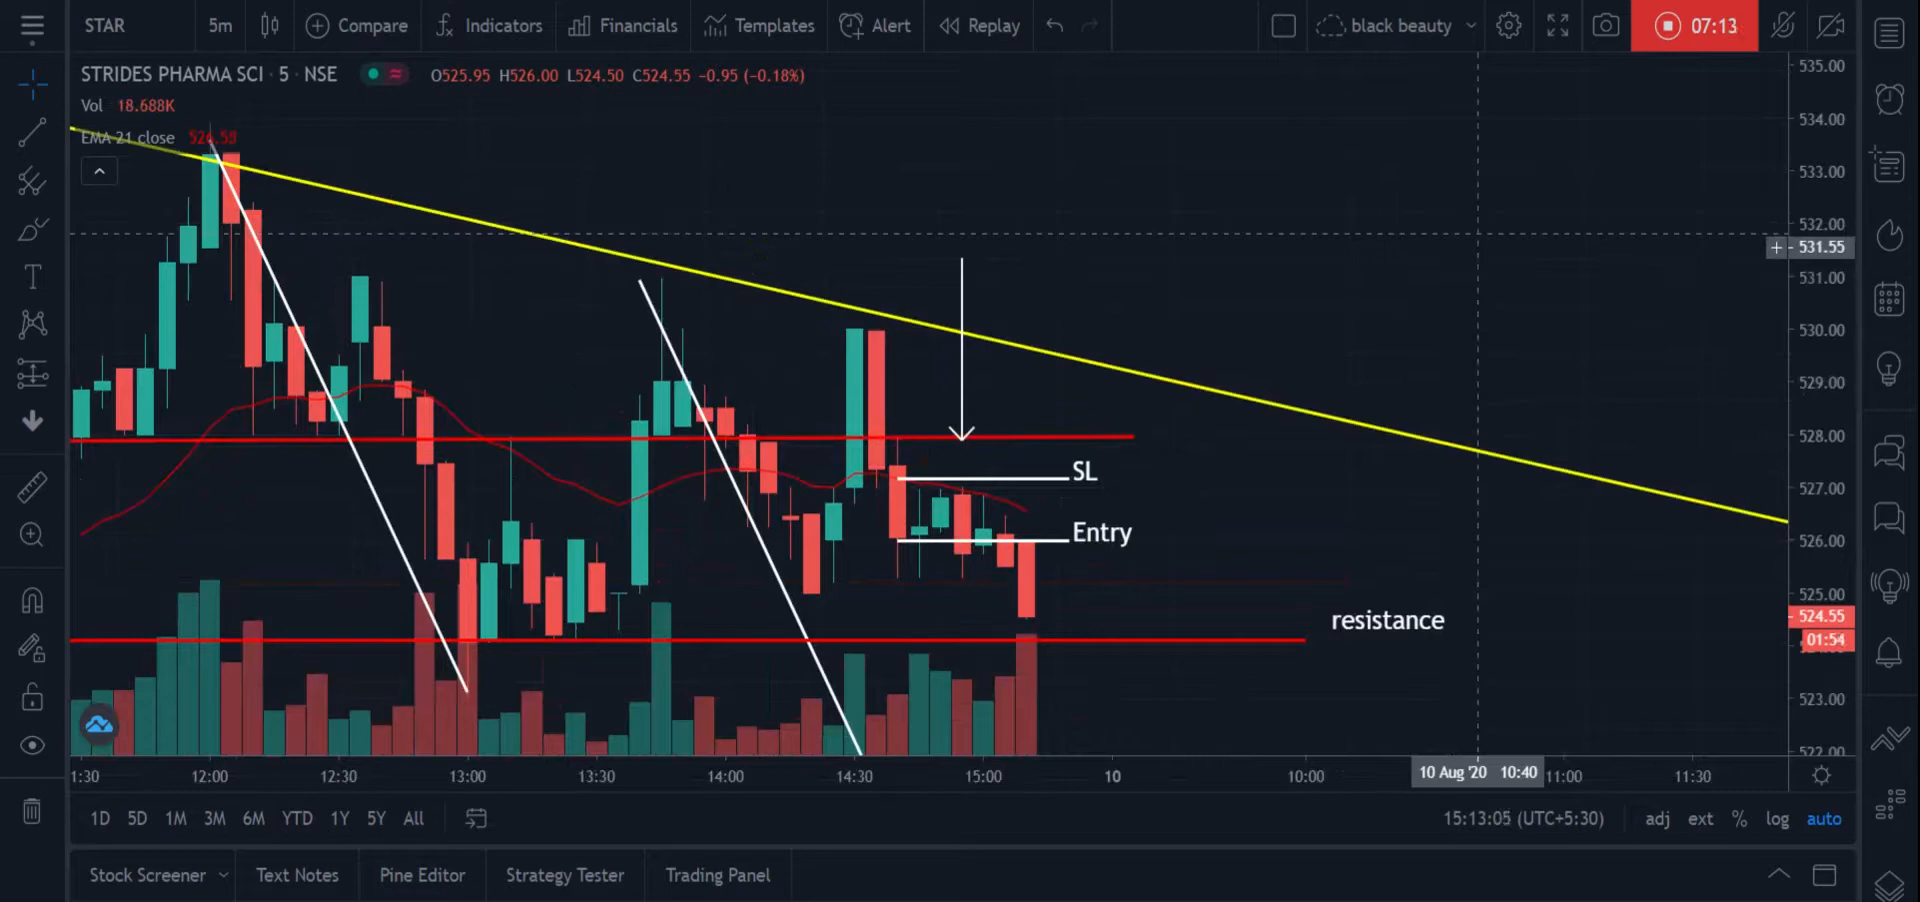 STAR 5m Compare Indicators Financials Templates Alert Replay black beauty 07:13
STRIDES PHARMA SCI · 5 · NSE O525.95 H526.00 L524.50 C524.55 −0.95 (−0.18%)
Vol 18.688K
EMA 21 close
535.00
534.00
533.00
532.00
+ 531.55
531.00
530.00
529.00
528.00
SL
527.00
Entry
526.00
525.00
524.55
resistance
01:54
523.00
522.00
1:30 12:00 12:30 13:00 13:30 14:00 14:30 15:00 10 10:00 10 Aug '20 10:40 11:00 11:30
1D 5D 1M 3M 6M YTD 1Y 5Y All 15:13:05 (UTC+5:30) adj ext % log auto
Stock Screener Text Notes Pine Editor Strategy Tester Trading Panel